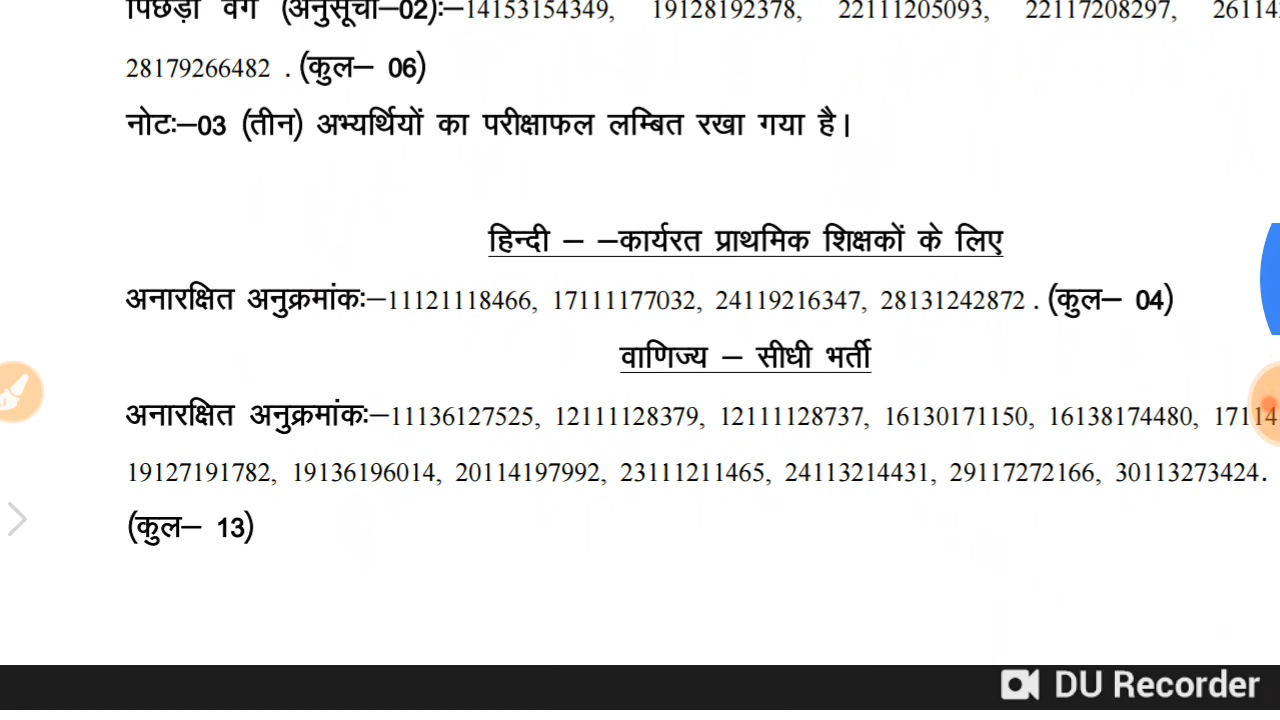 पिछड़ा वर्ग (अनुसूची–02):–14153154349, 19128192378, 22111205093, 22117208297, 26114
28179266482 . (कुल– 06)
नोटः–03 (तीन) अभ्यर्थियों का परीक्षाफल लम्बित रखा गया है।
हिन्दी – –कार्यरत प्राथमिक शिक्षकों के लिए
अनारक्षित अनुक्रमांकः–11121118466, 17111177032, 24119216347, 28131242872 . (कुल– 04)
वाणिज्य – सीधी भर्ती
अनारक्षित अनुक्रमांकः–11136127525, 12111128379, 12111128737, 16130171150, 16138174480, 17114
19127191782, 19136196014, 20114197992, 23111211465, 24113214431, 29117272166, 30113273424.
(कुल– 13)
DU Recorder